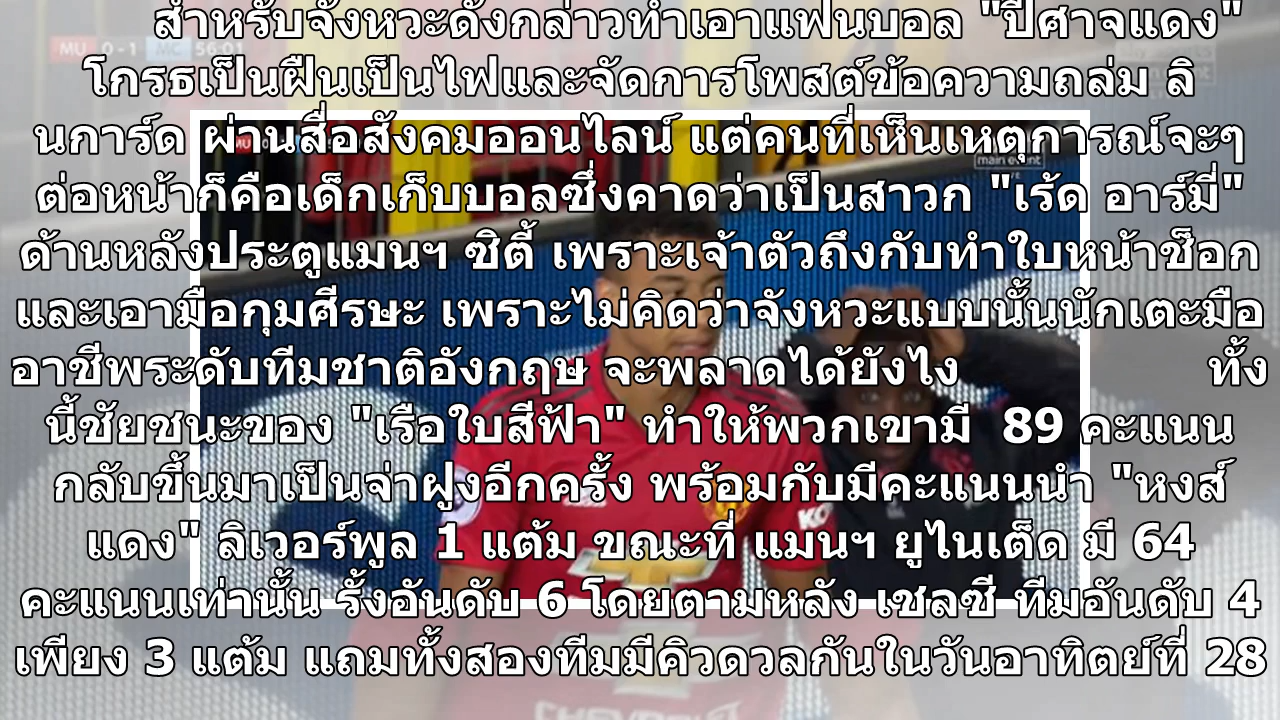 สำหรับจังหวะดังกล่าวทำเอาแฟนบอล "ปีศาจแดง"
โกรธเป็นฝืนเป็นไฟและจัดการโพสต์ข้อความถล่ม ลิ
นการ์ด ผ่านสื่อสังคมออนไลน์ แต่คนที่เห็นเหตุการณ์จะๆ
ต่อหน้าก็คือเด็กเก็บบอลซึ่งคาดว่าเป็นสาวก "เร้ด อาร์มี่"
ด้านหลังประตูแมนฯ ซิตี้ เพราะเจ้าตัวถึงกับทำใบหน้าช็อก
และเอามือกุมศีรษะ เพราะไม่คิดว่าจังหวะแบบนั้นนักเตะมือ
อาชีพระดับทีมชาติอังกฤษ จะพลาดได้ยังไง ทั้ง
นี้ชัยชนะของ "เรือใบสีฟ้า" ทำให้พวกเขามี 89 คะแนน
กลับขึ้นมาเป็นจ่าฝูงอีกครั้ง พร้อมกับมีคะแนนนำ "หงส์
แดง" ลิเวอร์พูล 1 แต้ม ขณะที่ แมนฯ ยูไนเต็ด มี 64
คะแนนเท่านั้น รั้งอันดับ 6 โดยตามหลัง เชลซี ทีมอันดับ 4
เพียง 3 แต้ม แถมทั้งสองทีมมีคิวดวลกันในวันอาทิตย์ที่ 28
MU 0 - 1 MC 56:01
main event
CHEVROLET